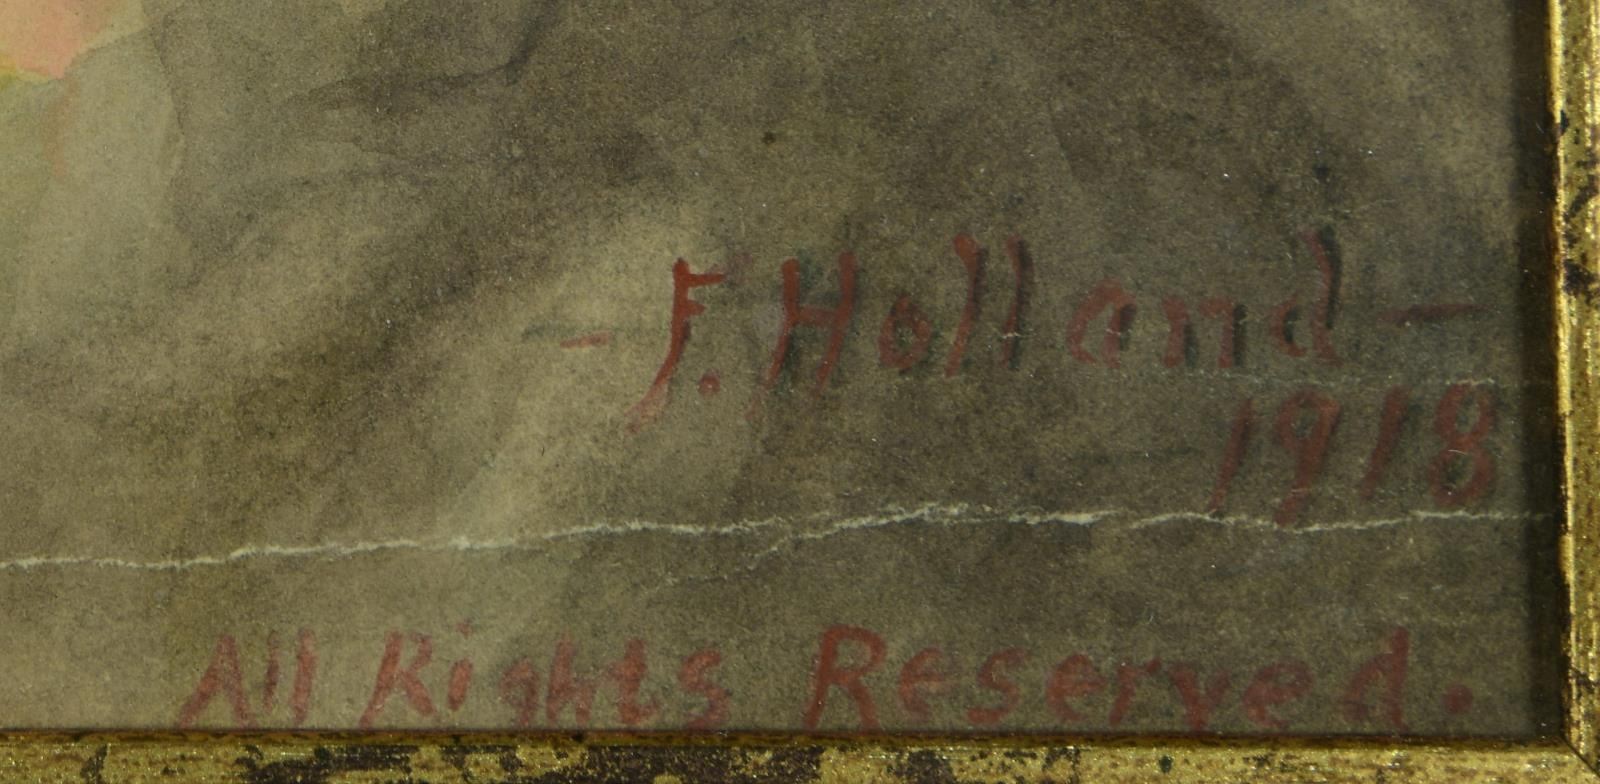 - F. Holland -
1918
All Rights Reserved.